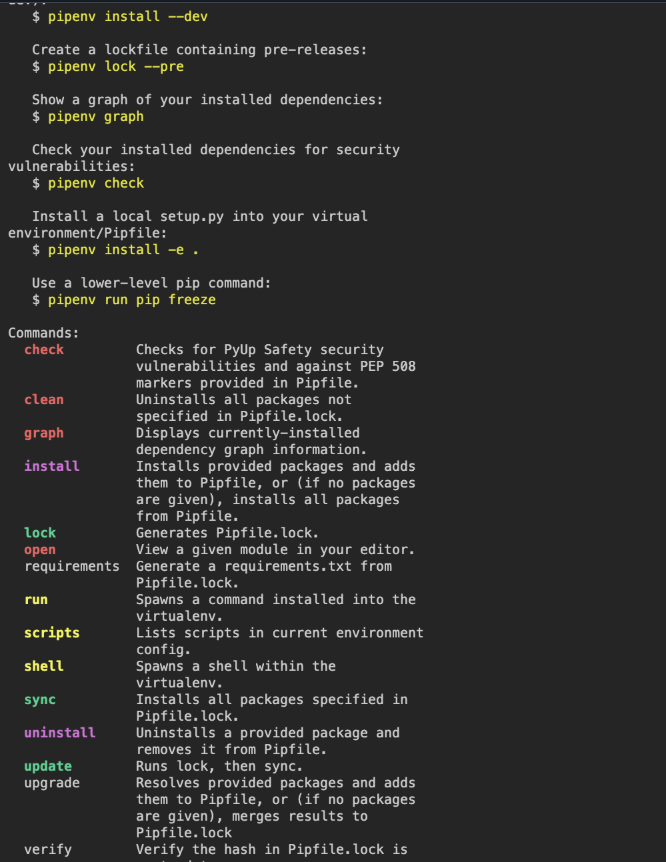 $ pipenv install --dev
Create a lockfile containing pre-releases:
$ pipenv lock --pre
Show a graph of your installed dependencies:
$ pipenv graph
Check your installed dependencies for security
vulnerabilities:
$ pipenv check
Install a local setup.py into your virtual
environment/Pipfile:
$ pipenv install -e .
Use a lower-level pip command:
$ pipenv run pip freeze
Commands:
check Checks for PyUp Safety security
vulnerabilities and against PEP 508
markers provided in Pipfile.
clean Uninstalls all packages not
specified in Pipfile.lock.
graph Displays currently-installed
dependency graph information.
install Installs provided packages and adds
them to Pipfile, or (if no packages
are given), installs all packages
from Pipfile.
lock Generates Pipfile.lock.
open View a given module in your editor.
requirements Generate a requirements.txt from
Pipfile.lock.
run Spawns a command installed into the
virtualenv.
scripts Lists scripts in current environment
config.
shell Spawns a shell within the
virtualenv.
sync Installs all packages specified in
Pipfile.lock.
uninstall Uninstalls a provided package and
removes it from Pipfile.
update Runs lock, then sync.
upgrade Resolves provided packages and adds
them to Pipfile, or (if no packages
are given), merges results to
Pipfile.lock
verify Verify the hash in Pipfile.lock is